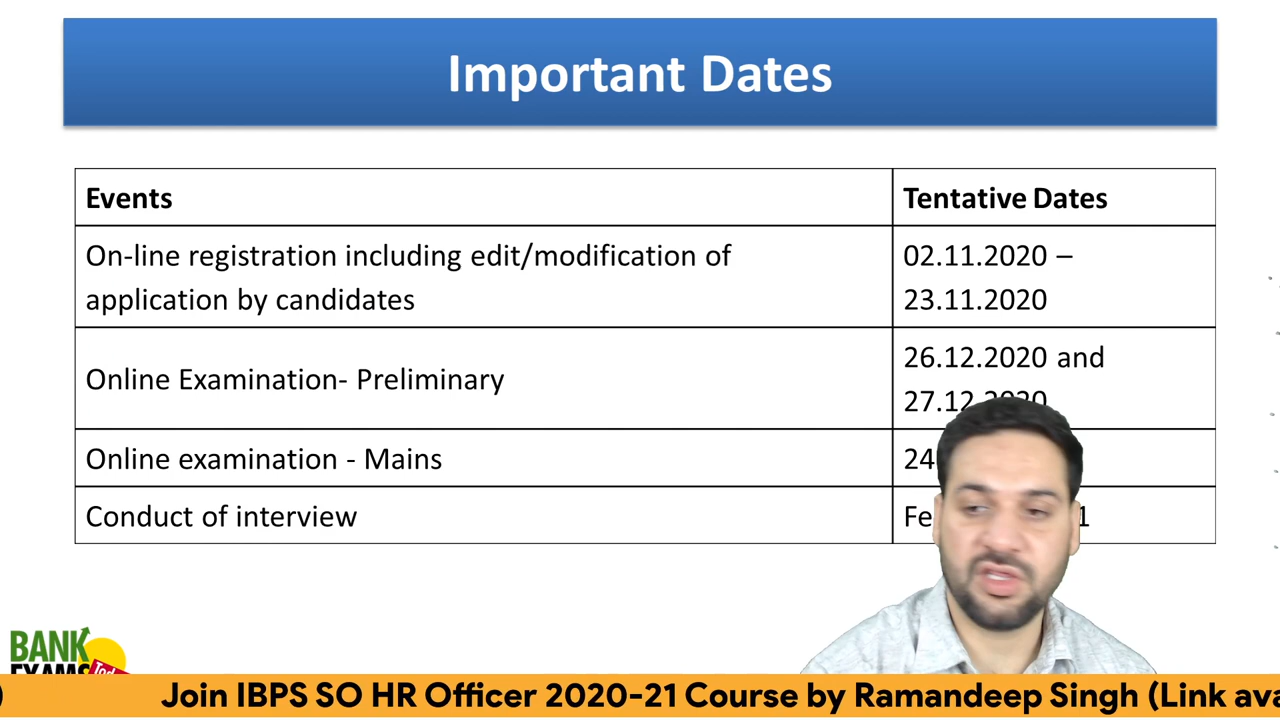 Important Dates
Events
Tentative Dates
On-line registration including edit/modification of
application by candidates
02.11.2020 –
23.11.2020
Online Examination- Preliminary
26.12.2020 and
27.12.2020
Online examination - Mains
24
Conduct of interview
BANK
EXAMS
Join IBPS SO HR Officer 2020-21 Course by Ramandeep Singh (Link